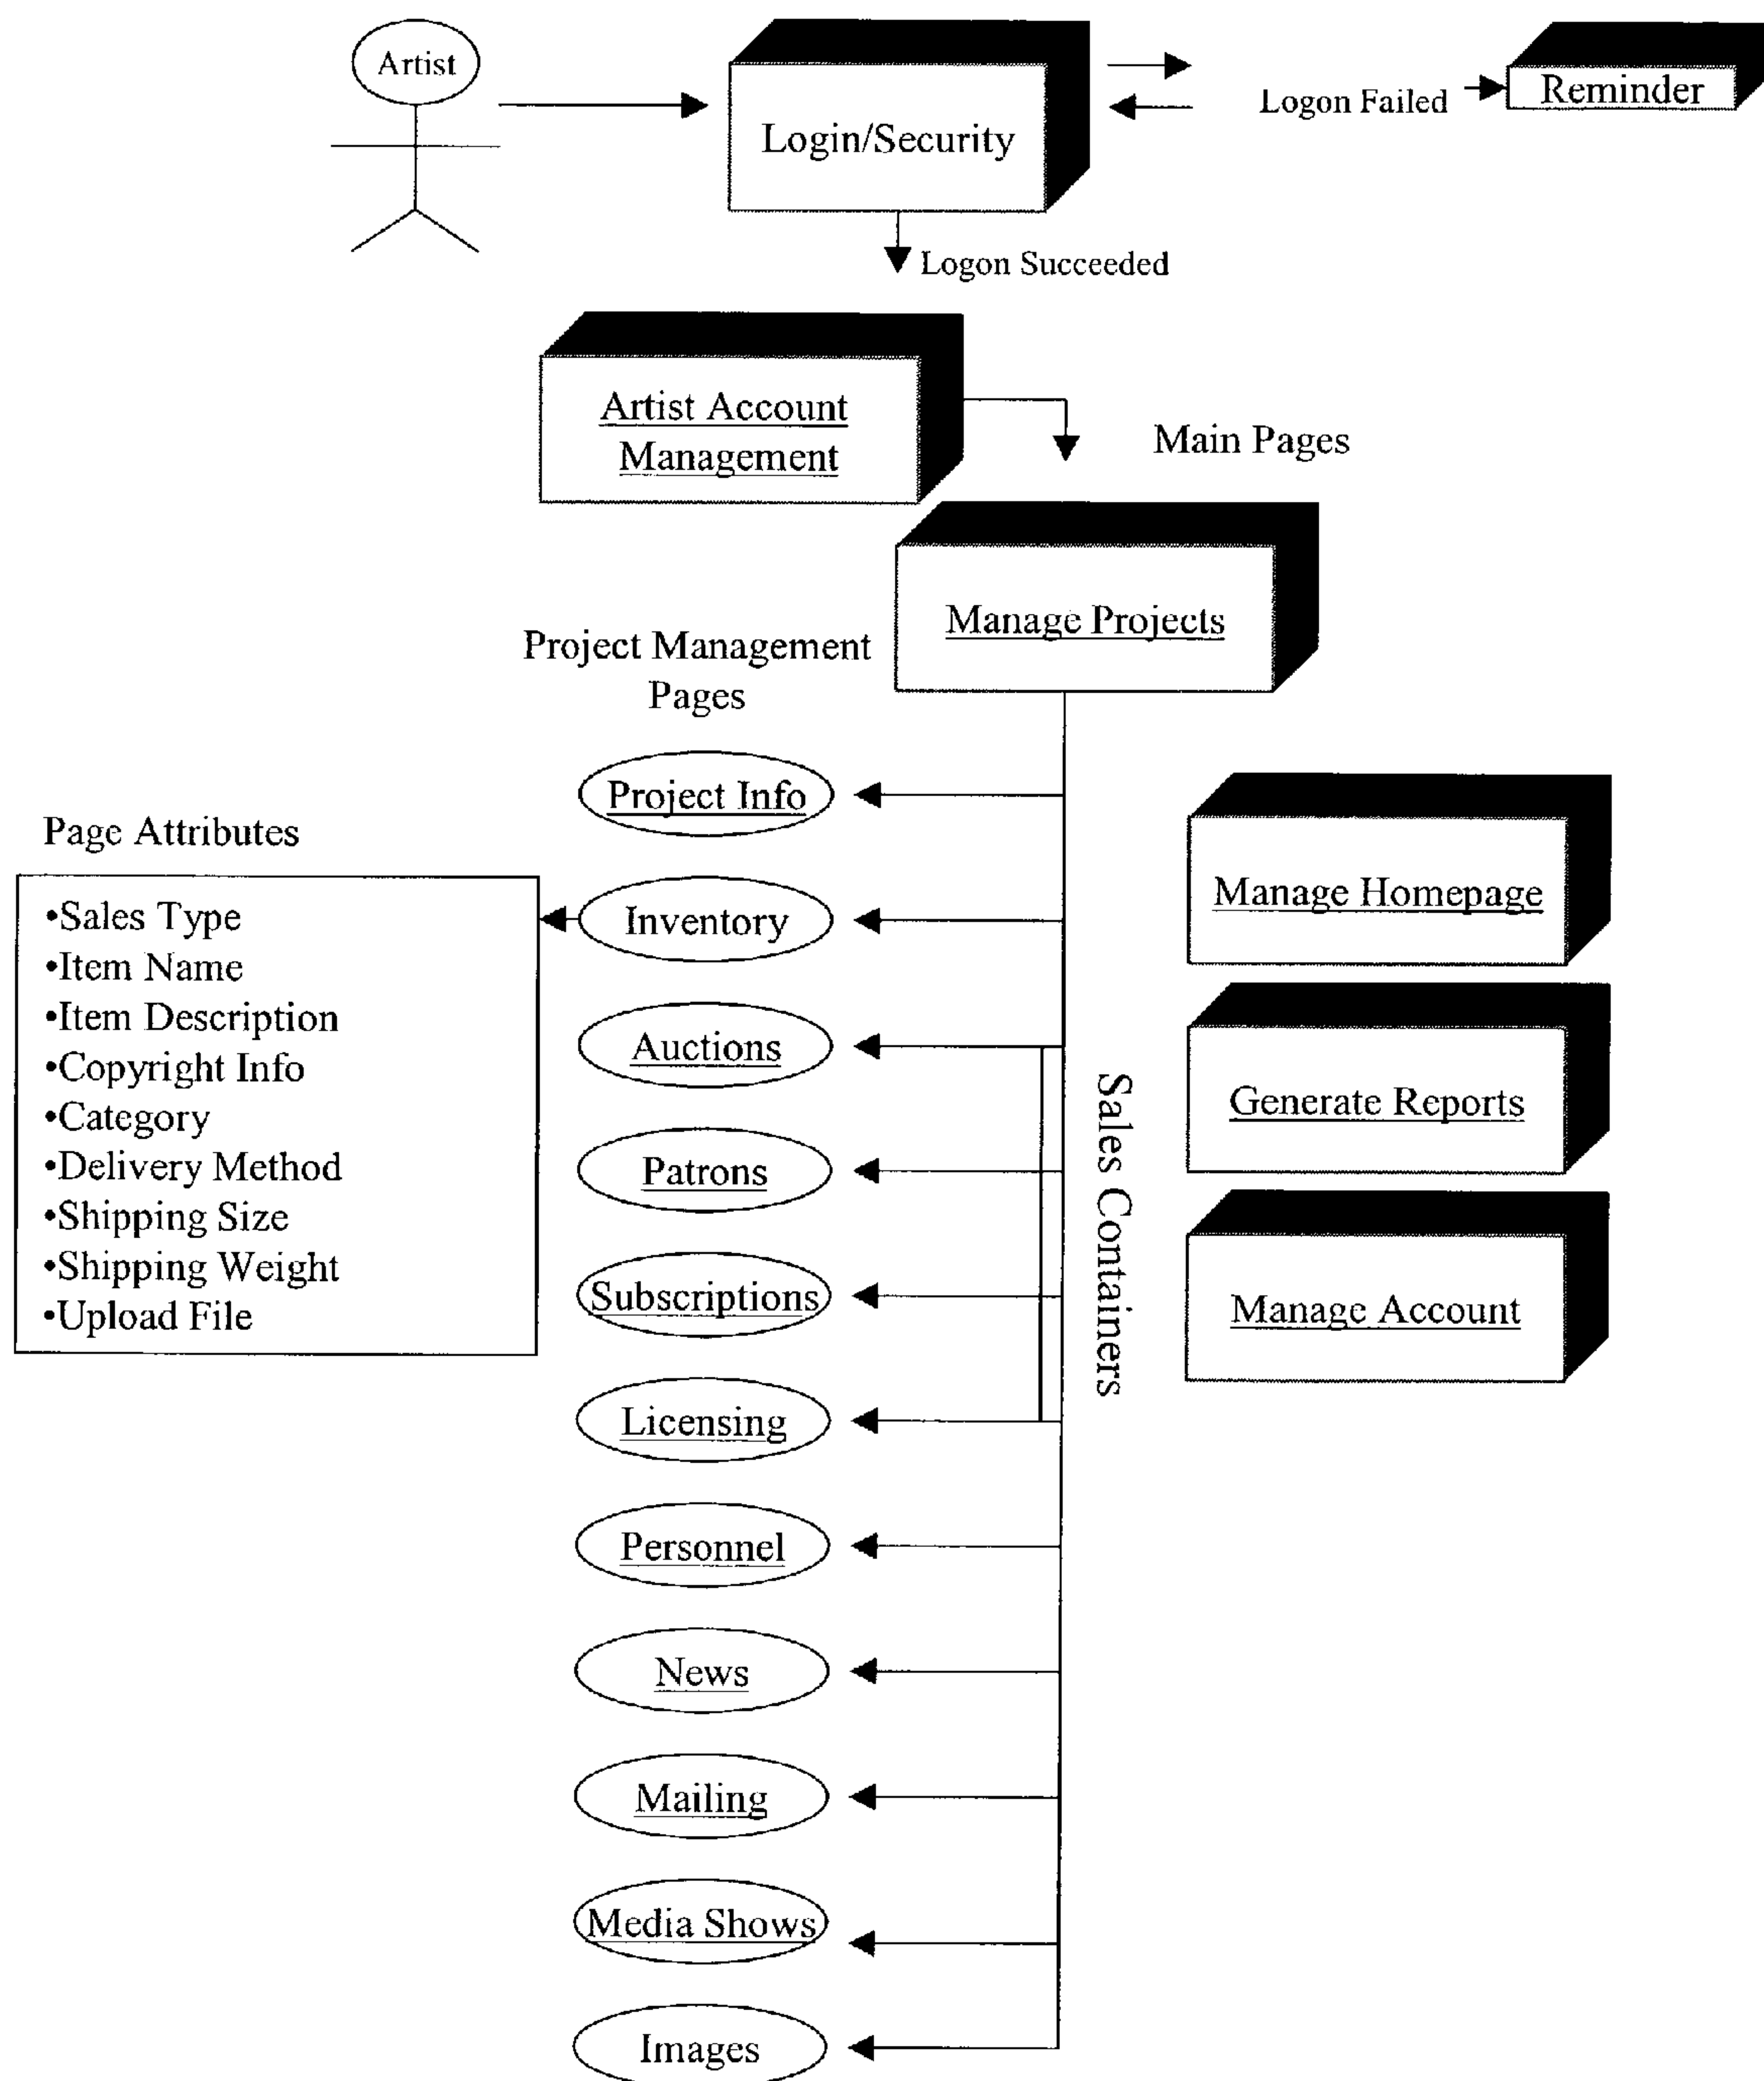 Artist
Login/Security
Logon Failed
Reminder
Logon Succeeded
Artist Account
Management
Main Pages
Manage Projects
Project Management
Pages
Project Info
Page Attributes
•Sales Type
•Item Name
•Item Description
•Copyright Info
•Category
•Delivery Method
•Shipping Size
•Shipping Weight
•Upload File
Inventory
Auctions
Patrons
Subscriptions
Licensing
Personnel
News
Mailing
Media Shows
Images
Sales Containers
Manage Homepage
Generate Reports
Manage Account